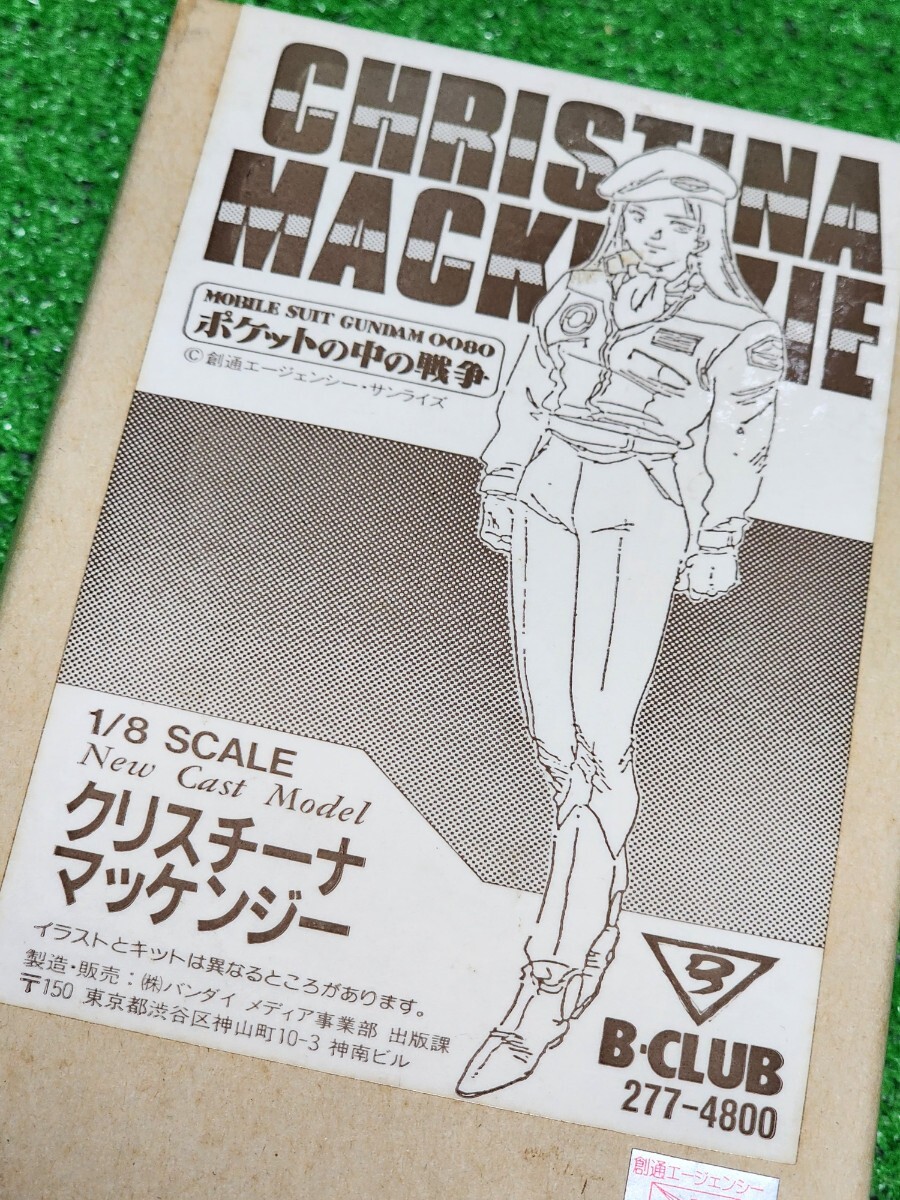 CHRISTINA
MACKENZIE
MOBILE SUIT GUNDAM 0080
ポケットの中の戦争
©創通エージェンシー・サンライズ
1/8 SCALE
New Cast Model
クリスチーナ
マッケンジー
イラストとキットは異なるところがあります。
製造・販売:㈱バンダイ メディア事業部 出版課
〒150 東京都渋谷区神山町10-3 神南ビル
B
B·CLUB
277-4800
創通エージェンシー